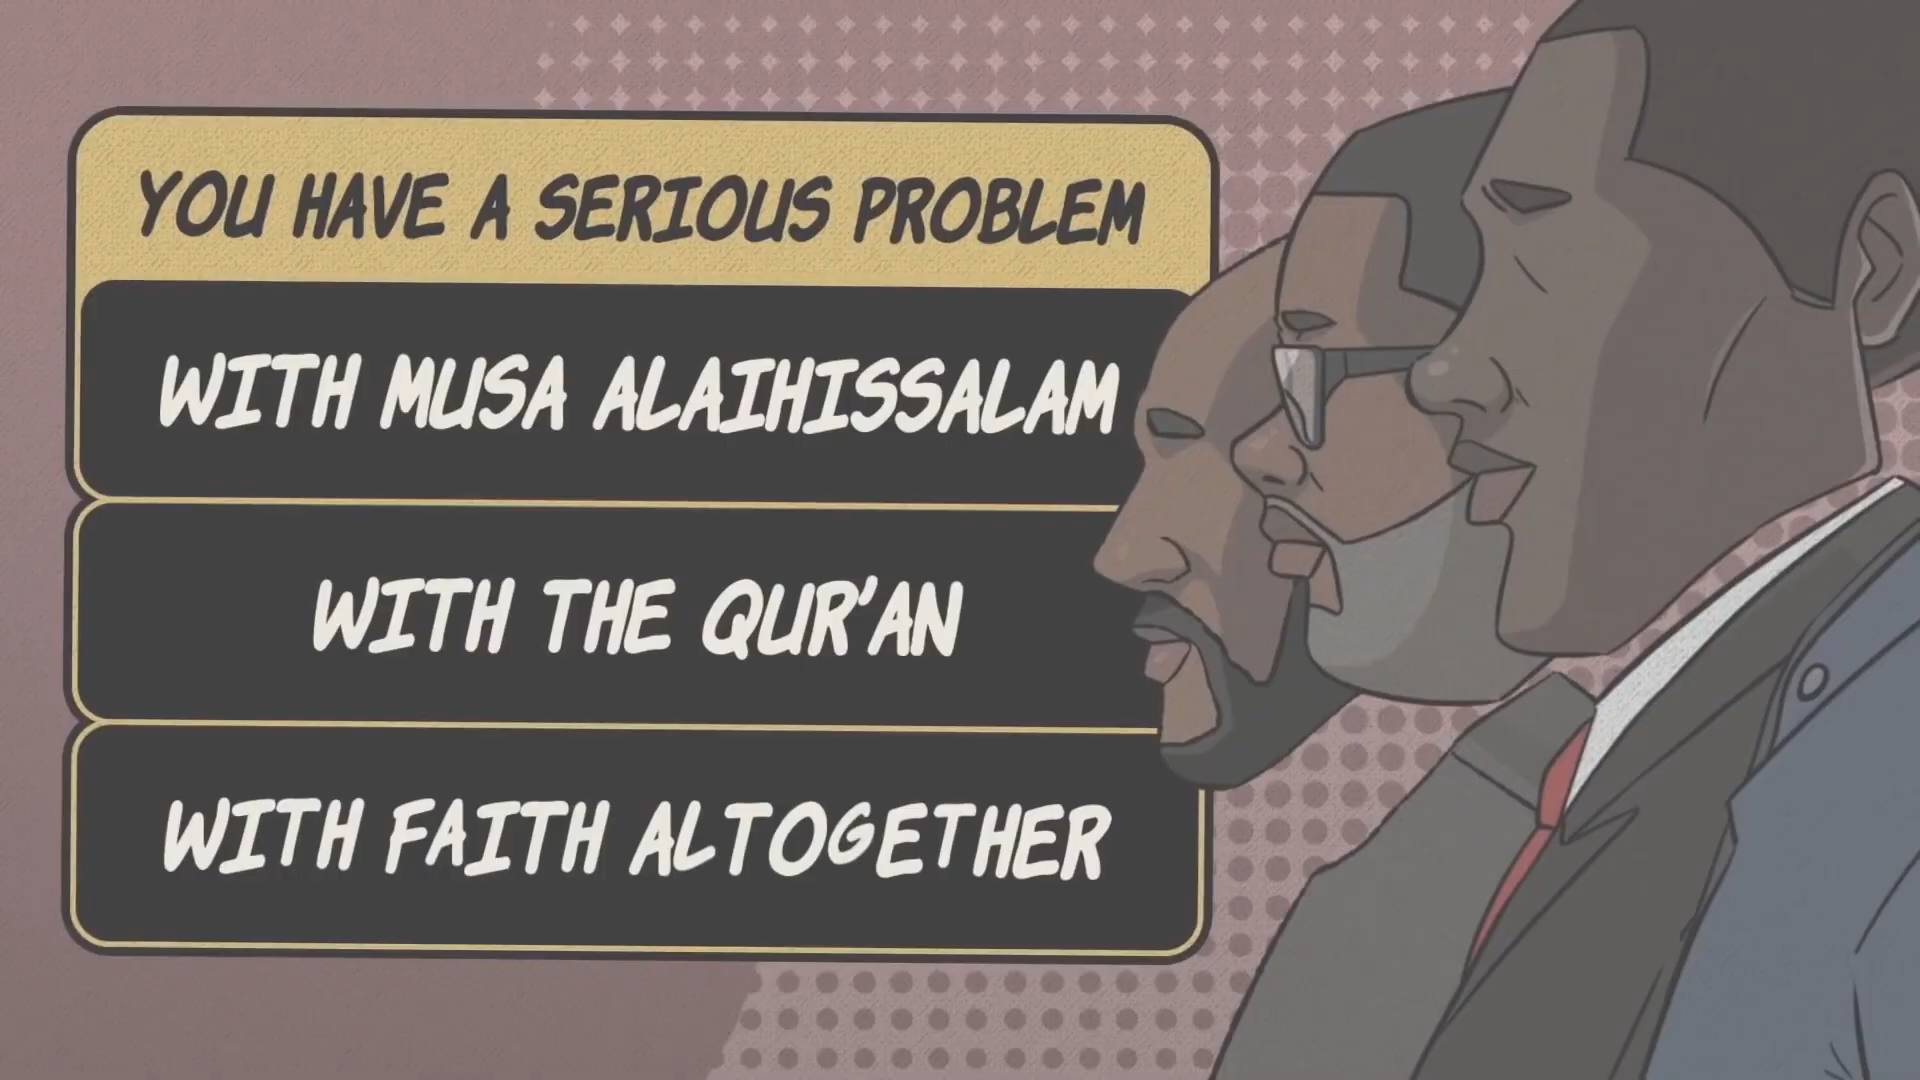 YOU HAVE A SERIOUS PROBLEM
WITH MUSA ALAIHISSALAM
WITH THE QUR'AN
WITH FAITH ALTOGETHER